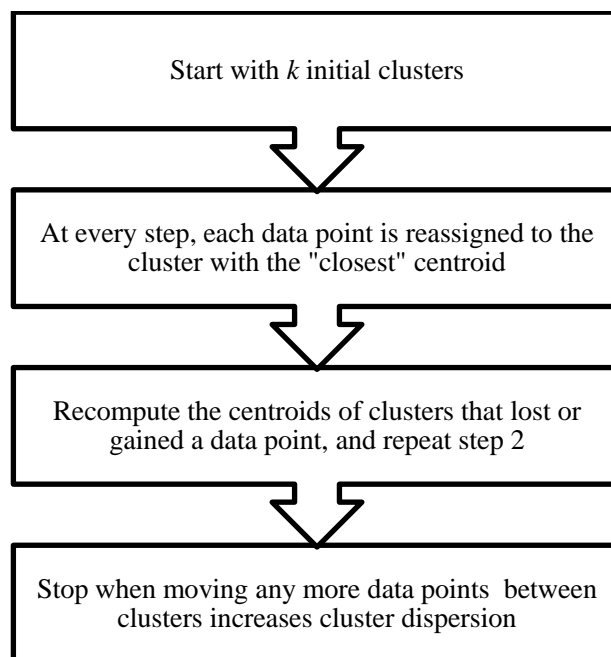 Start with k initial clusters
At every step, each data point is reassigned to the
cluster with the "closest" centroid
Recompute the centroids of clusters that lost or
gained a data point, and repeat step 2
Stop when moving any more data points between
clusters increases cluster dispersion